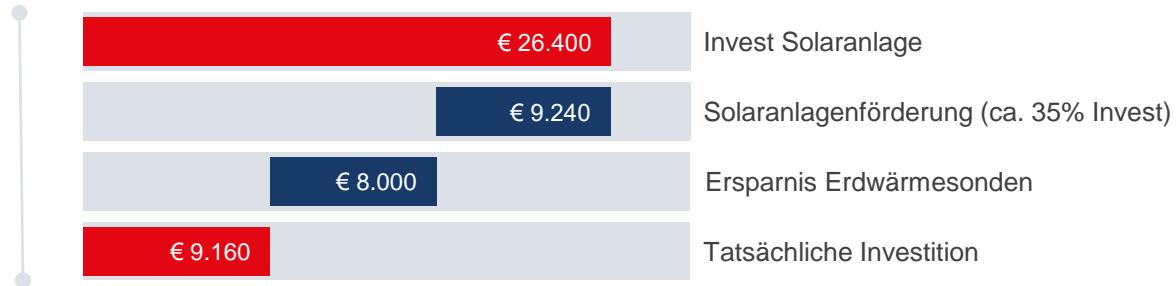 € 26.400 Invest Solaranlage
€ 9.240 Solaranlagenförderung (ca. 35% Invest)
€ 8.000 Ersparnis Erdwärmesonden
€ 9.160 Tatsächliche Investition